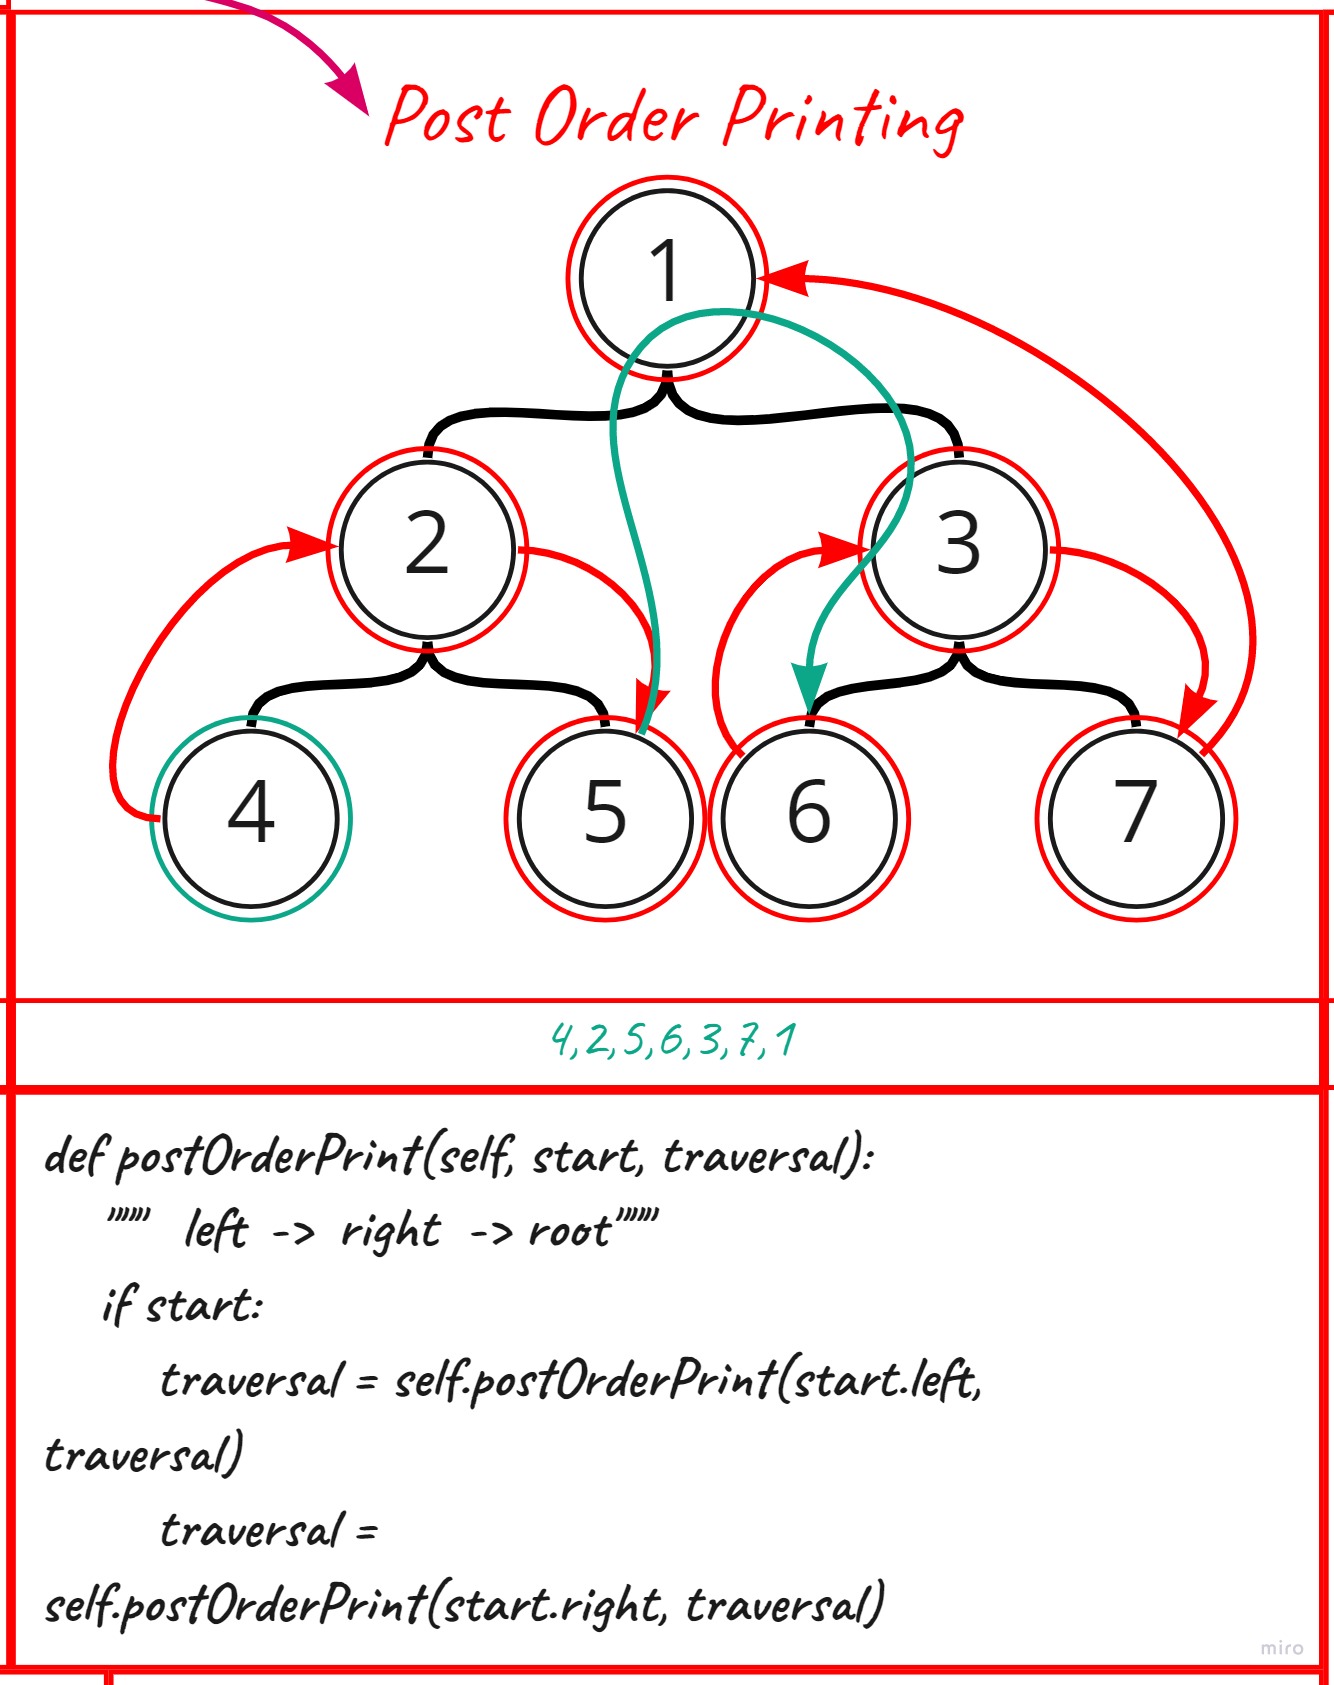 Post Order Printing
1
2
3
4
5
6
7
4,2,5,6,3,7,1
def postOrderPrint(self, start, traversal):
""" left -> right -> root"""
if start:
traversal = self.postOrderPrint(start.left,
traversal)
traversal =
self.postOrderPrint(start.right, traversal)
miro